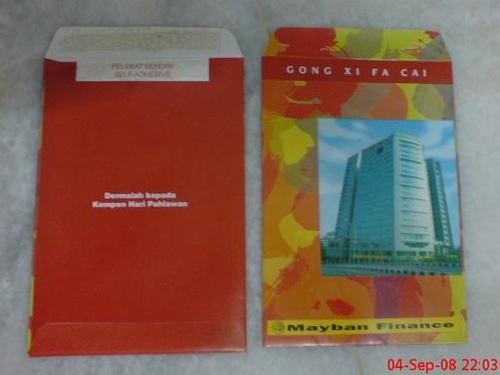 PELEKAT SENDIRI
SELF-ADHESIVE
Dermalah kepada
Kempen Hari Pahlawan
GONG XI FA CAI
Mayban Finance
04-Sep-08 22:03